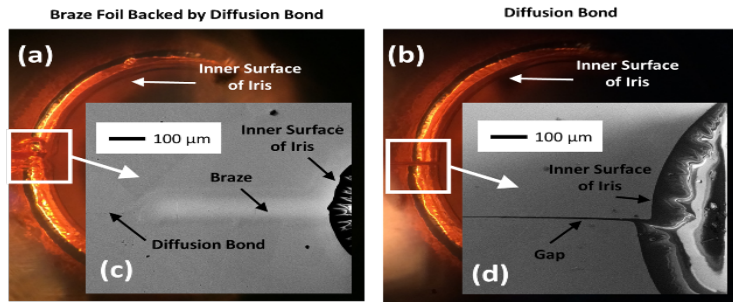 Braze Foil Backed by Diffusion Bond
(a)
Inner Surface
of Iris
100 µm
Inner Surface
of Iris
Braze
Diffusion Bond
(c)
Diffusion Bond
(b)
Inner Surface
of Iris
100 µm
Inner Surface
of Iris
Gap
(d)